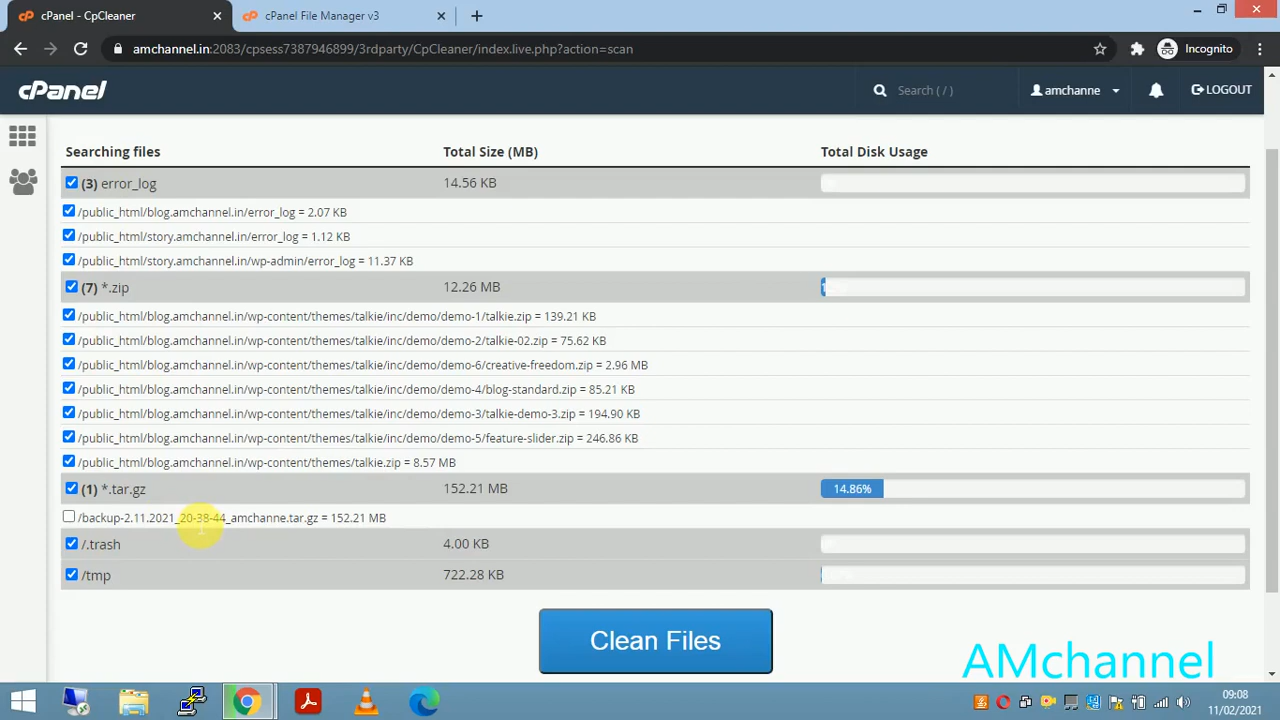 cPanel - CpCleaner
cPanel File Manager v3
amchannel.in:2083/cpsess7387946899/3rdparty/CpCleaner/index.live.php?action=scan
Incognito
cPanel
Search ( / )
amchanne
LOGOUT
Searching files Total Size (MB) Total Disk Usage
(3) error_log 14.56 KB
/public_html/blog.amchannel.in/error_log = 2.07 KB
/public_html/story.amchannel.in/error_log = 1.12 KB
/public_html/story.amchannel.in/wp-admin/error_log = 11.37 KB
(7) *.zip 12.26 MB
/public_html/blog.amchannel.in/wp-content/themes/talkie/inc/demo/demo-1/talkie.zip = 139.21 KB
/public_html/blog.amchannel.in/wp-content/themes/talkie/inc/demo/demo-2/talkie-02.zip = 75.62 KB
/public_html/blog.amchannel.in/wp-content/themes/talkie/inc/demo/demo-6/creative-freedom.zip = 2.96 MB
/public_html/blog.amchannel.in/wp-content/themes/talkie/inc/demo/demo-4/blog-standard.zip = 85.21 KB
/public_html/blog.amchannel.in/wp-content/themes/talkie/inc/demo/demo-3/talkie-demo-3.zip = 194.90 KB
/public_html/blog.amchannel.in/wp-content/themes/talkie/inc/demo/demo-5/feature-slider.zip = 246.86 KB
/public_html/blog.amchannel.in/wp-content/themes/talkie.zip = 8.57 MB
(1) *.tar.gz 152.21 MB 14.86%
/backup-2.11.2021_20-38-44_amchanne.tar.gz = 152.21 MB
/.trash 4.00 KB
/tmp 722.28 KB
Clean Files
AMchannel
09:08
11/02/2021